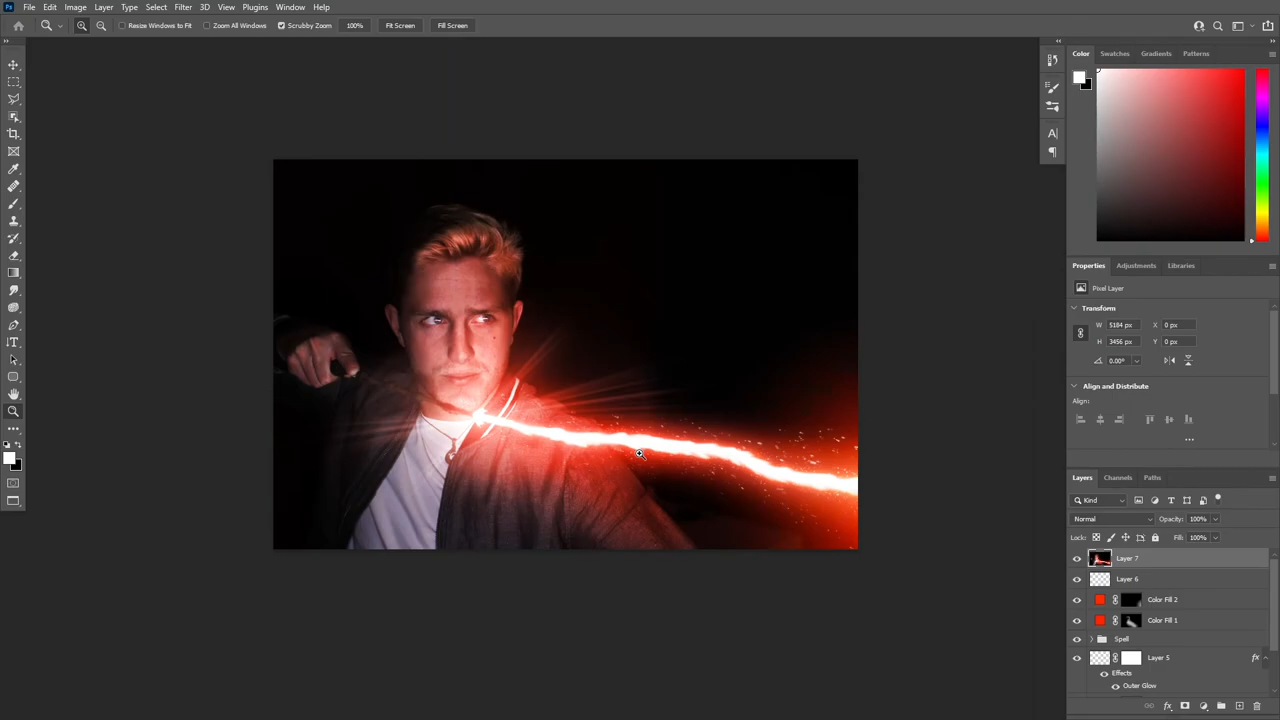 Ps File Edit Image Layer Type Select Filter 3D View Plugins Window Help
Resize Windows to Fit Zoom All Windows Scrubby Zoom 100% Fit Screen Fill Screen
Color Swatches Gradients Patterns
Properties Adjustments Libraries
Pixel Layer
Transform
W 5184 px X 0 px
H 3456 px Y 0 px
0.00°
Align and Distribute
Align:
Layers Channels Paths
Kind
Normal Opacity: 100%
Lock: Fill: 100%
Layer 7
Layer 6
Color Fill 2
Color Fill 1
Spell
Layer 5 fx
Effects
Outer Glow